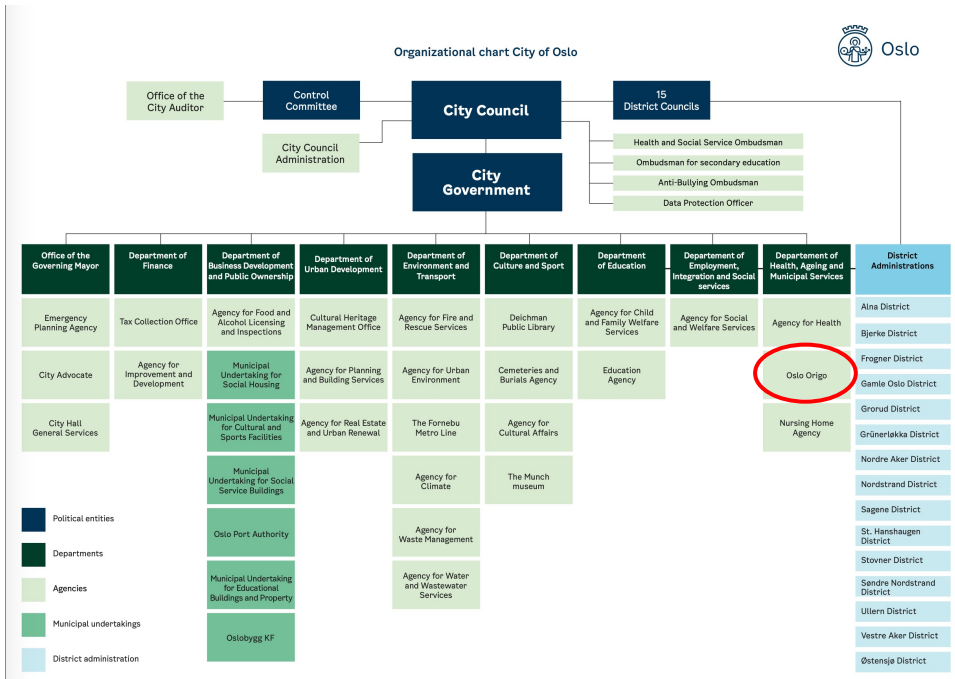 Oslo
Organizational chart City of Oslo
Office of the
City Auditor
Control
Committee
City Council
15
District Councils
City Council
Administration
Health and Social Service Ombudsman
Ombudsman for secondary education
Anti-Bullying Ombudsman
Data Protection Officer
City
Government
Office of the
Governing Mayor
Emergency
Planning Agency
City Advocate
City Hall
General Services
Department of
Finance
Tax Collection Office
Agency for
Improvement and
Development
Department of
Business Development
and Public Ownership
Agency for Food and
Alcohol Licensing
and Inspections
Municipal
Undertaking for
Social Housing
Municipal Undertaking
for Cultural and
Sports Facilities
Municipal
Undertaking for Social
Service Buildings
Oslo Port Authority
Municipal Undertaking
for Educational
Buildings and Property
Oslobygg KF
Department of
Urban Development
Cultural Heritage
Management Office
Agency for Planning
and Building Services
Agency for Real Estate
and Urban Renewal
Department of
Environment and
Transport
Agency for Fire and
Rescue Services
Agency for Urban
Environment
The Fornebu
Metro Line
Agency for
Climate
Agency for
Waste Management
Agency for Water
and Wastewater
Services
Department of
Culture and Sport
Deichman
Public Library
Cemeteries and
Burials Agency
Agency for
Cultural Affairs
The Munch
museum
Department
of Education
Agency for Child
and Family Welfare
Services
Education
Agency
Department of
Employment,
Integration and Social
services
Agency for Social
and Welfare Services
Departement of
Health, Ageing and
Municipal Services
Agency for Health
Oslo Origo
Nursing Home
Agency
District
Administrations
Alna District
Bjerke District
Frogner District
Gamle Oslo District
Grorud District
Grünerløkka District
Nordre Aker District
Nordstrand District
Sagene District
St. Hanshaugen
District
Stovner District
Søndre Nordstrand
District
Ullern District
Vestre Aker District
Østensjø District
Political entities
Departments
Agencies
Municipal undertakings
District administration